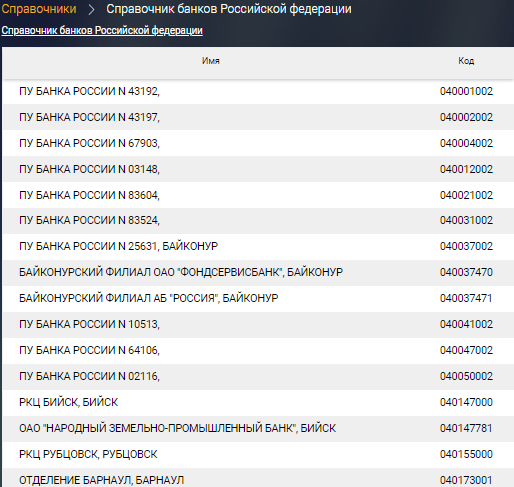 Справочники > Справочник банков Российской федерации
Справочник банков Российской федерации
Имя Код
ПУ БАНКА РОССИИ N 43192, 040001002
ПУ БАНКА РОССИИ N 43197, 040002002
ПУ БАНКА РОССИИ N 67903, 040004002
ПУ БАНКА РОССИИ N 03148, 040012002
ПУ БАНКА РОССИИ N 83604, 040021002
ПУ БАНКА РОССИИ N 83524, 040031002
ПУ БАНКА РОССИИ N 25631, БАЙКОНУР 040037002
БАЙКОНУРСКИЙ ФИЛИАЛ ОАО "ФОНДСЕРВИСБАНК", БАЙКОНУР 040037470
БАЙКОНУРСКИЙ ФИЛИАЛ АБ "РОССИЯ", БАЙКОНУР 040037471
ПУ БАНКА РОССИИ N 10513, 040041002
ПУ БАНКА РОССИИ N 64106, 040047002
ПУ БАНКА РОССИИ N 02116, 040050002
РКЦ БИЙСК, БИЙСК 040147000
ОАО "НАРОДНЫЙ ЗЕМЕЛЬНО-ПРОМЫШЛЕННЫЙ БАНК", БИЙСК 040147781
РКЦ РУБЦОВСК, РУБЦОВСК 040155000
ОТДЕЛЕНИЕ БАРНАУЛ, БАРНАУЛ 040173001